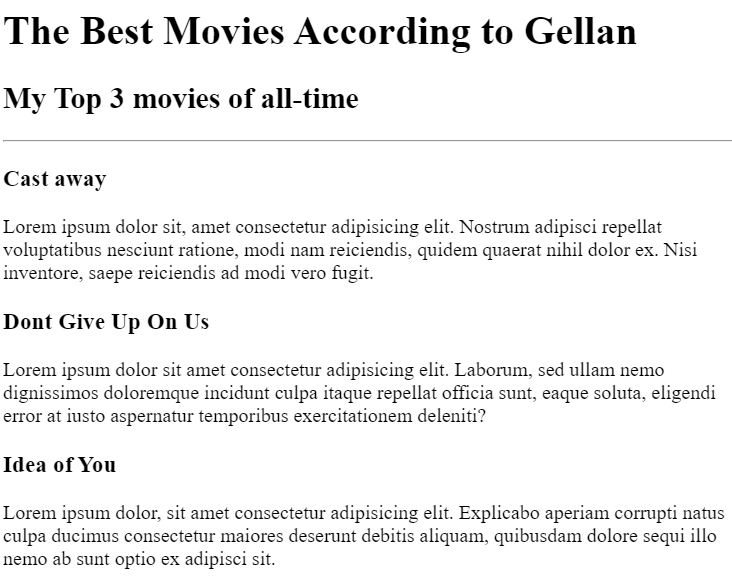 The Best Movies According to Gellan
My Top 3 movies of all-time
Cast away
Lorem ipsum dolor sit, amet consectetur adipisicing elit. Nostrum adipisci repellat
voluptatibus nesciunt ratione, modi nam reiciendis, quidem quaerat nihil dolor ex. Nisi
inventore, saepe reiciendis ad modi vero fugit.
Dont Give Up On Us
Lorem ipsum dolor sit amet consectetur adipisicing elit. Laborum, sed ullam nemo
dignissimos doloremque incidunt culpa itaque repellat officia sunt, eaque soluta, eligendi
error at iusto aspernatur temporibus exercitationem deleniti?
Idea of You
Lorem ipsum dolor, sit amet consectetur adipisicing elit. Explicabo aperiam corrupti natus
culpa ducimus consectetur maiores deserunt debitis aliquam, quibusdam dolore sequi illo
nemo ab sunt optio ex adipisci sit.